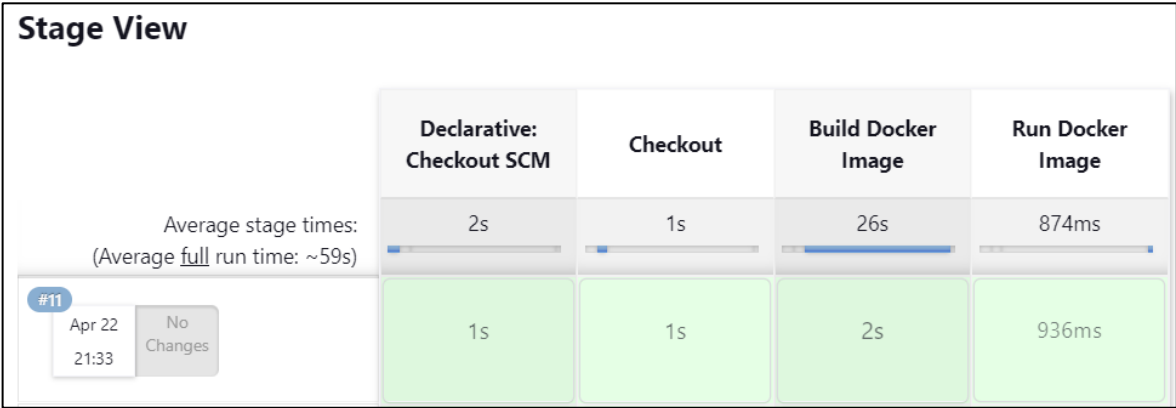 Stage View
Declarative:
Checkout SCM
Checkout
Build Docker
Image
Run Docker
Image
Average stage times:
(Average full run time: ~59s)
2s
1s
26s
874ms
#11
Apr 22
21:33
No
Changes
1s
1s
2s
936ms